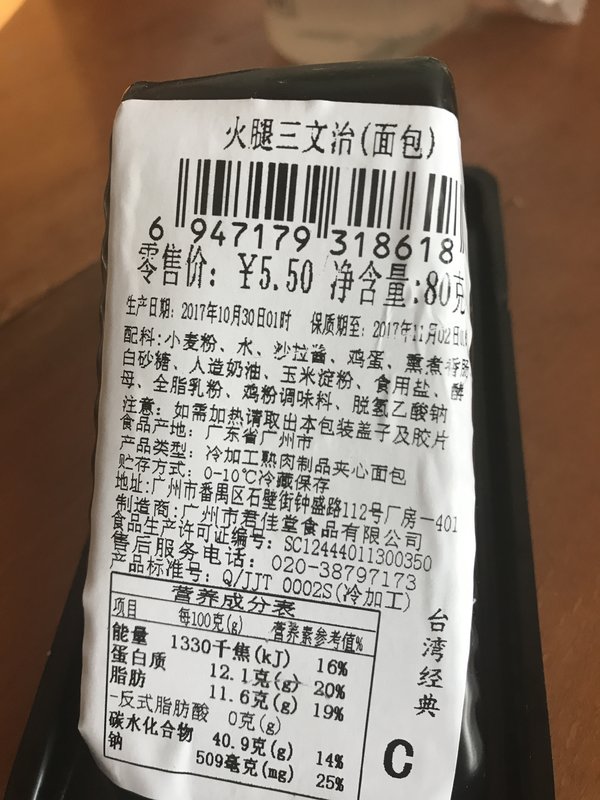 火腿三文治(面包)
6 947179 318618
零售价: ¥5.50 净含量:80克
生产日期: 2017年10月30日01时 保质期至: 2017年11月02日
配料:小麦粉、水、沙拉酱、鸡蛋、熏煮香肠
白砂糖、人造奶油、玉米淀粉、食用盐、酵
母、全脂乳粉、鸡粉调味料、脱氢乙酸钠
注意: 如需加热请取出本包装盖子及胶片
食品产地: 广东省广州市
产品类型: 冷加工熟肉制品夹心面包
贮存方式: 0-10℃冷藏保存
地址:广州市番禺区石壁街钟盛路112号厂房一401
制造商:广州市君佳堂食品有限公司
食品生产许可证编号: SC12444011300350
售后服务电话: 020-38797173
产品标准号: Q/JJT 0002S(冷加工)
营养成分表
项目 每100克(g) 营养素参考值%
能量 1330千焦(kJ) 16%
蛋白质 12.1克(g) 20%
脂肪 11.6克(g) 19%
-反式脂肪酸 0克(g)
碳水化合物 40.9克(g) 14%
钠 509毫克(mg) 25%
台湾经典
C